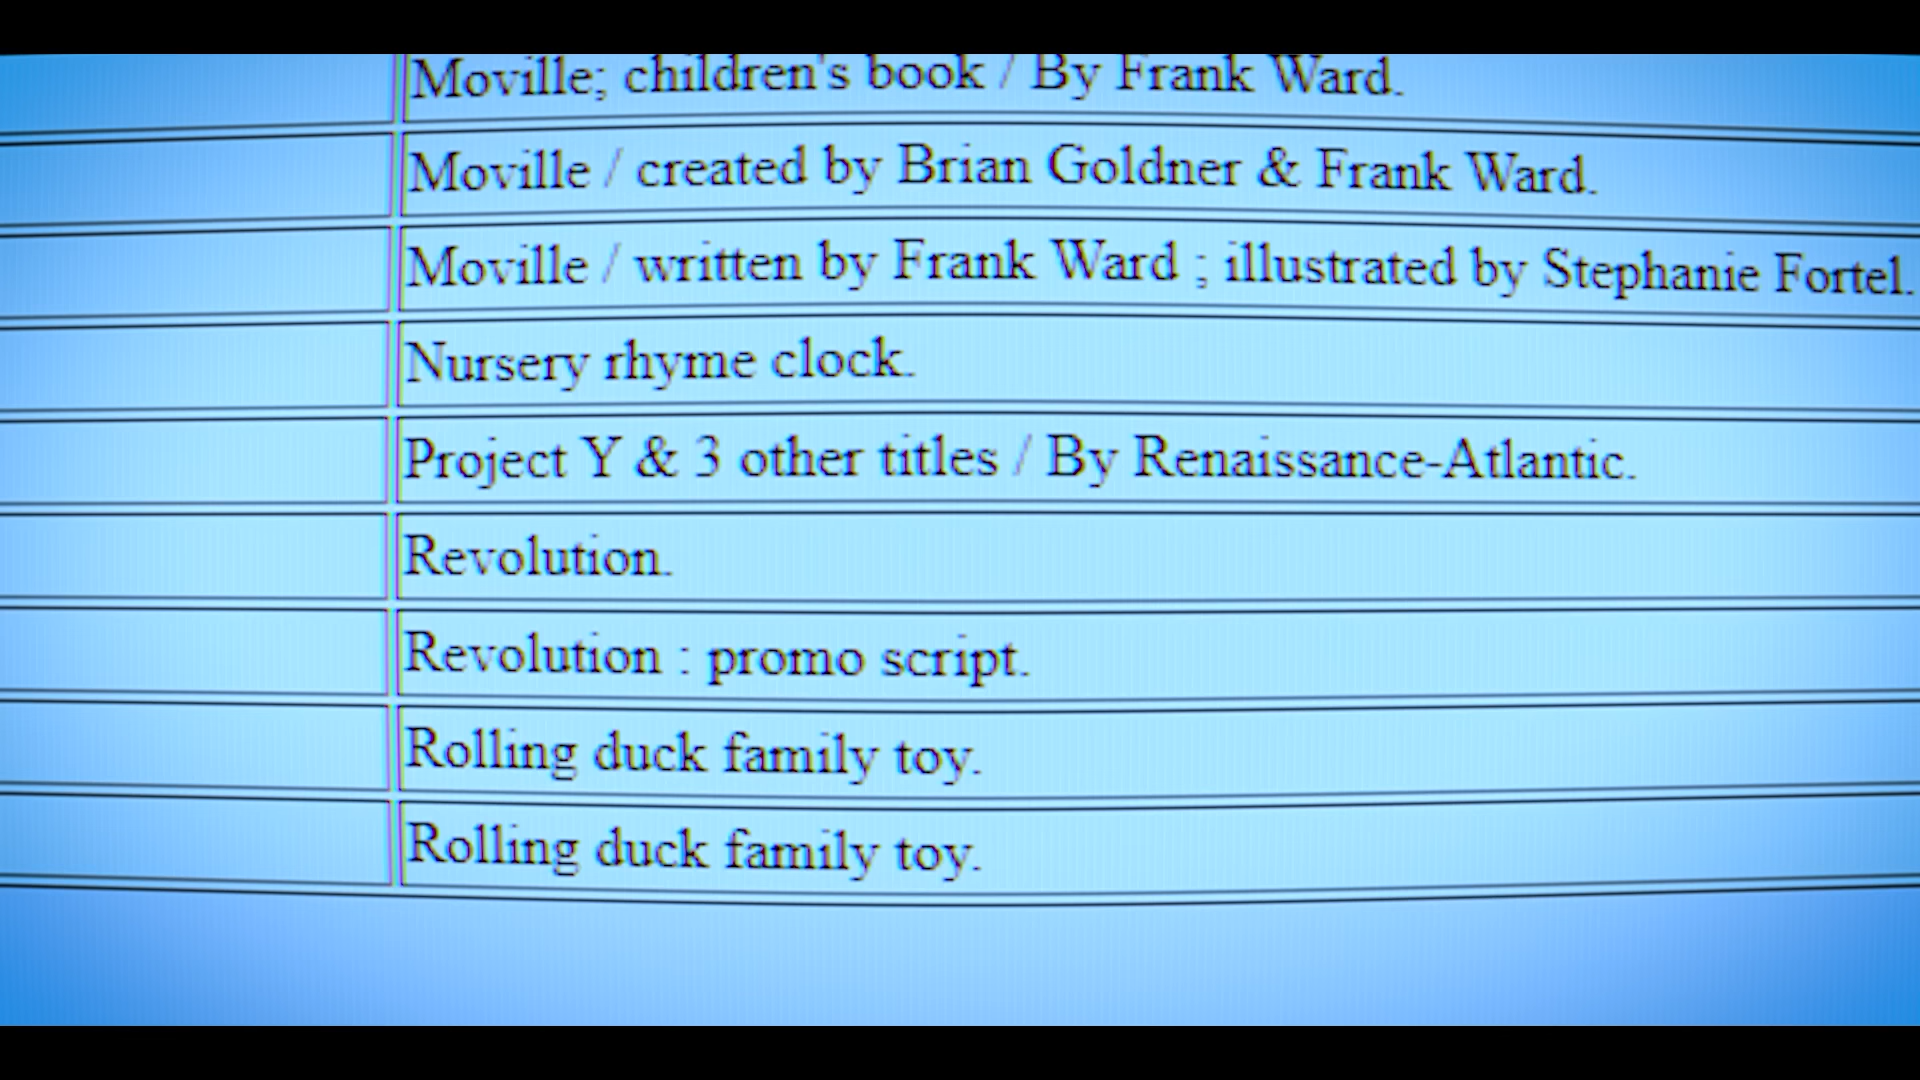 Moville; children's book / By Frank Ward.
Moville / created by Brian Goldner & Frank Ward.
Moville / written by Frank Ward ; illustrated by Stephanie Fortel.
Nursery rhyme clock.
Project Y & 3 other titles / By Renaissance-Atlantic.
Revolution.
Revolution : promo script.
Rolling duck family toy.
Rolling duck family toy.